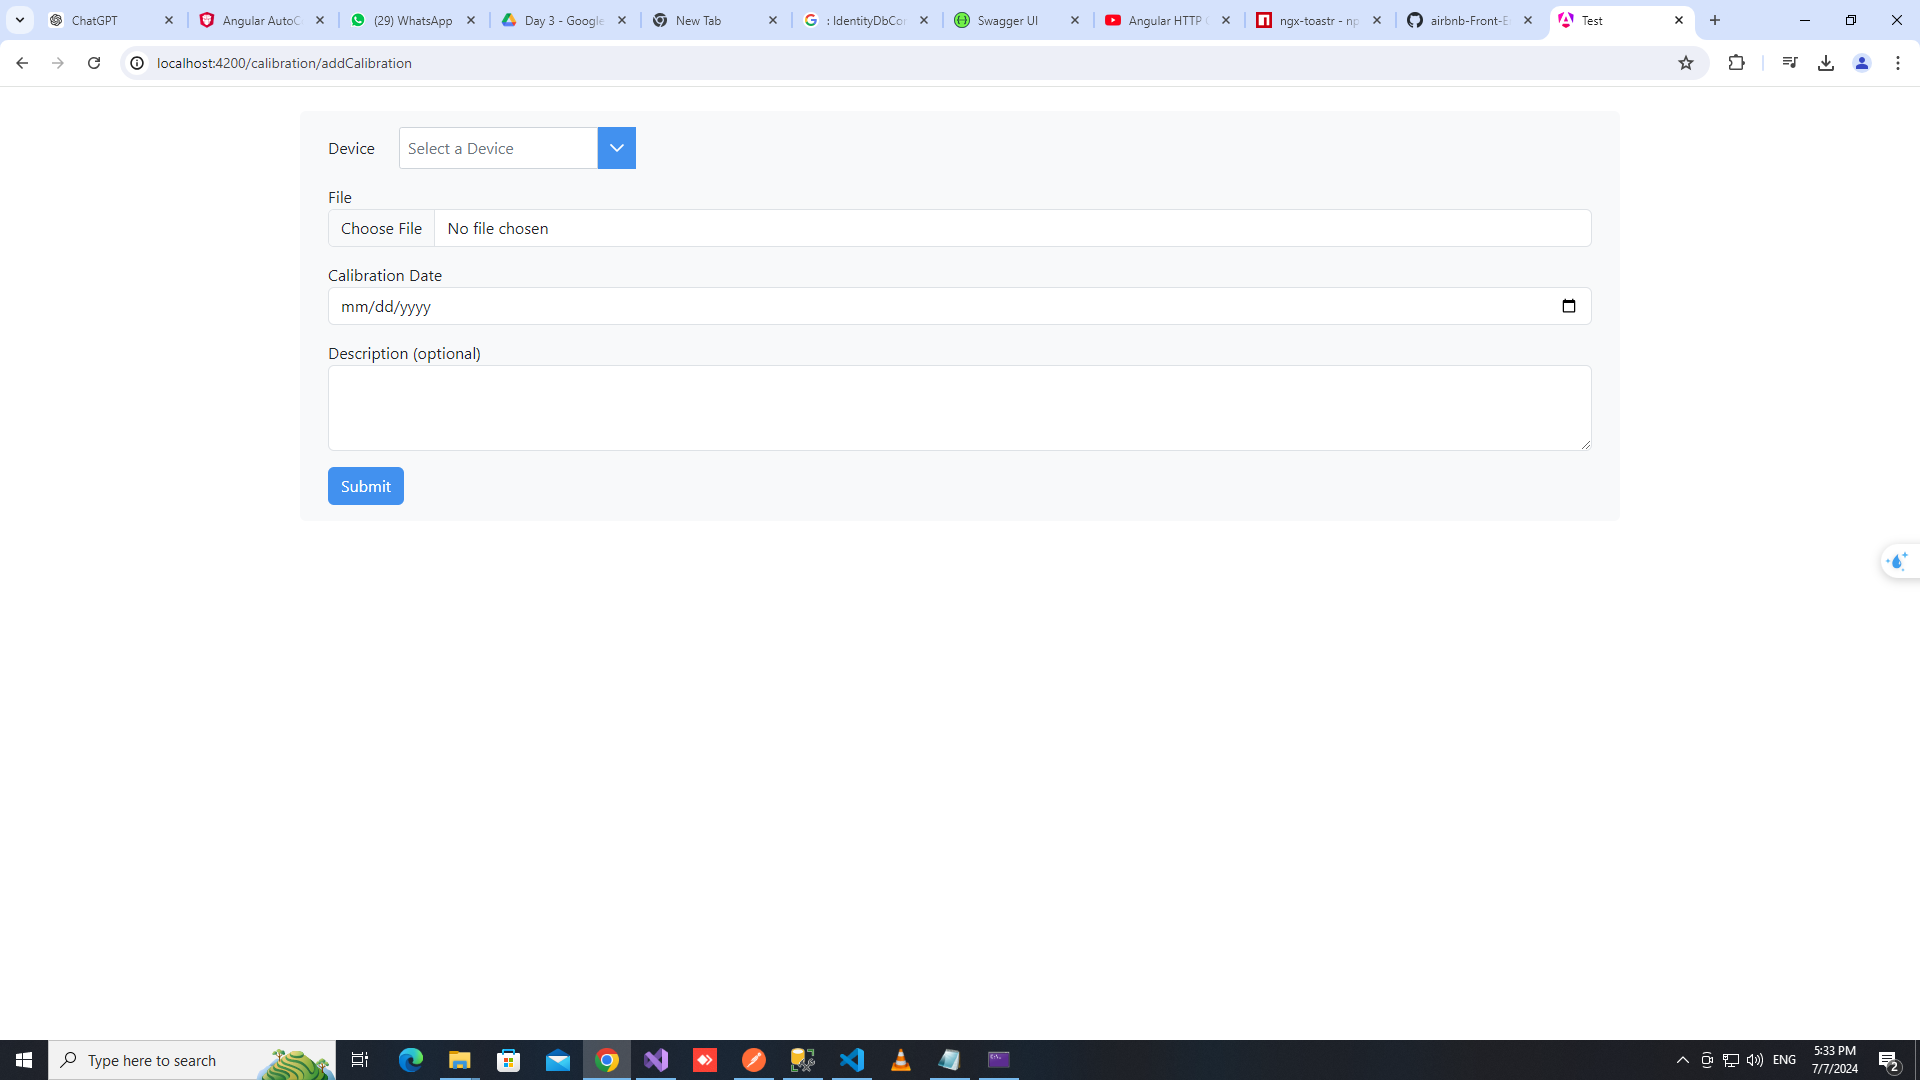 ChatGPT
Angular AutoC
(29) WhatsApp
Day 3 - Google
New Tab
: IdentityDbCon
Swagger UI
Angular HTTP C
ngx-toastr - np
airbnb-Front-E
Test
localhost:4200/calibration/addCalibration
Device
Select a Device
File
Choose File
No file chosen
Calibration Date
mm/dd/yyyy
Description (optional)
Submit
Type here to search
ENG
5:33 PM
7/7/2024
2